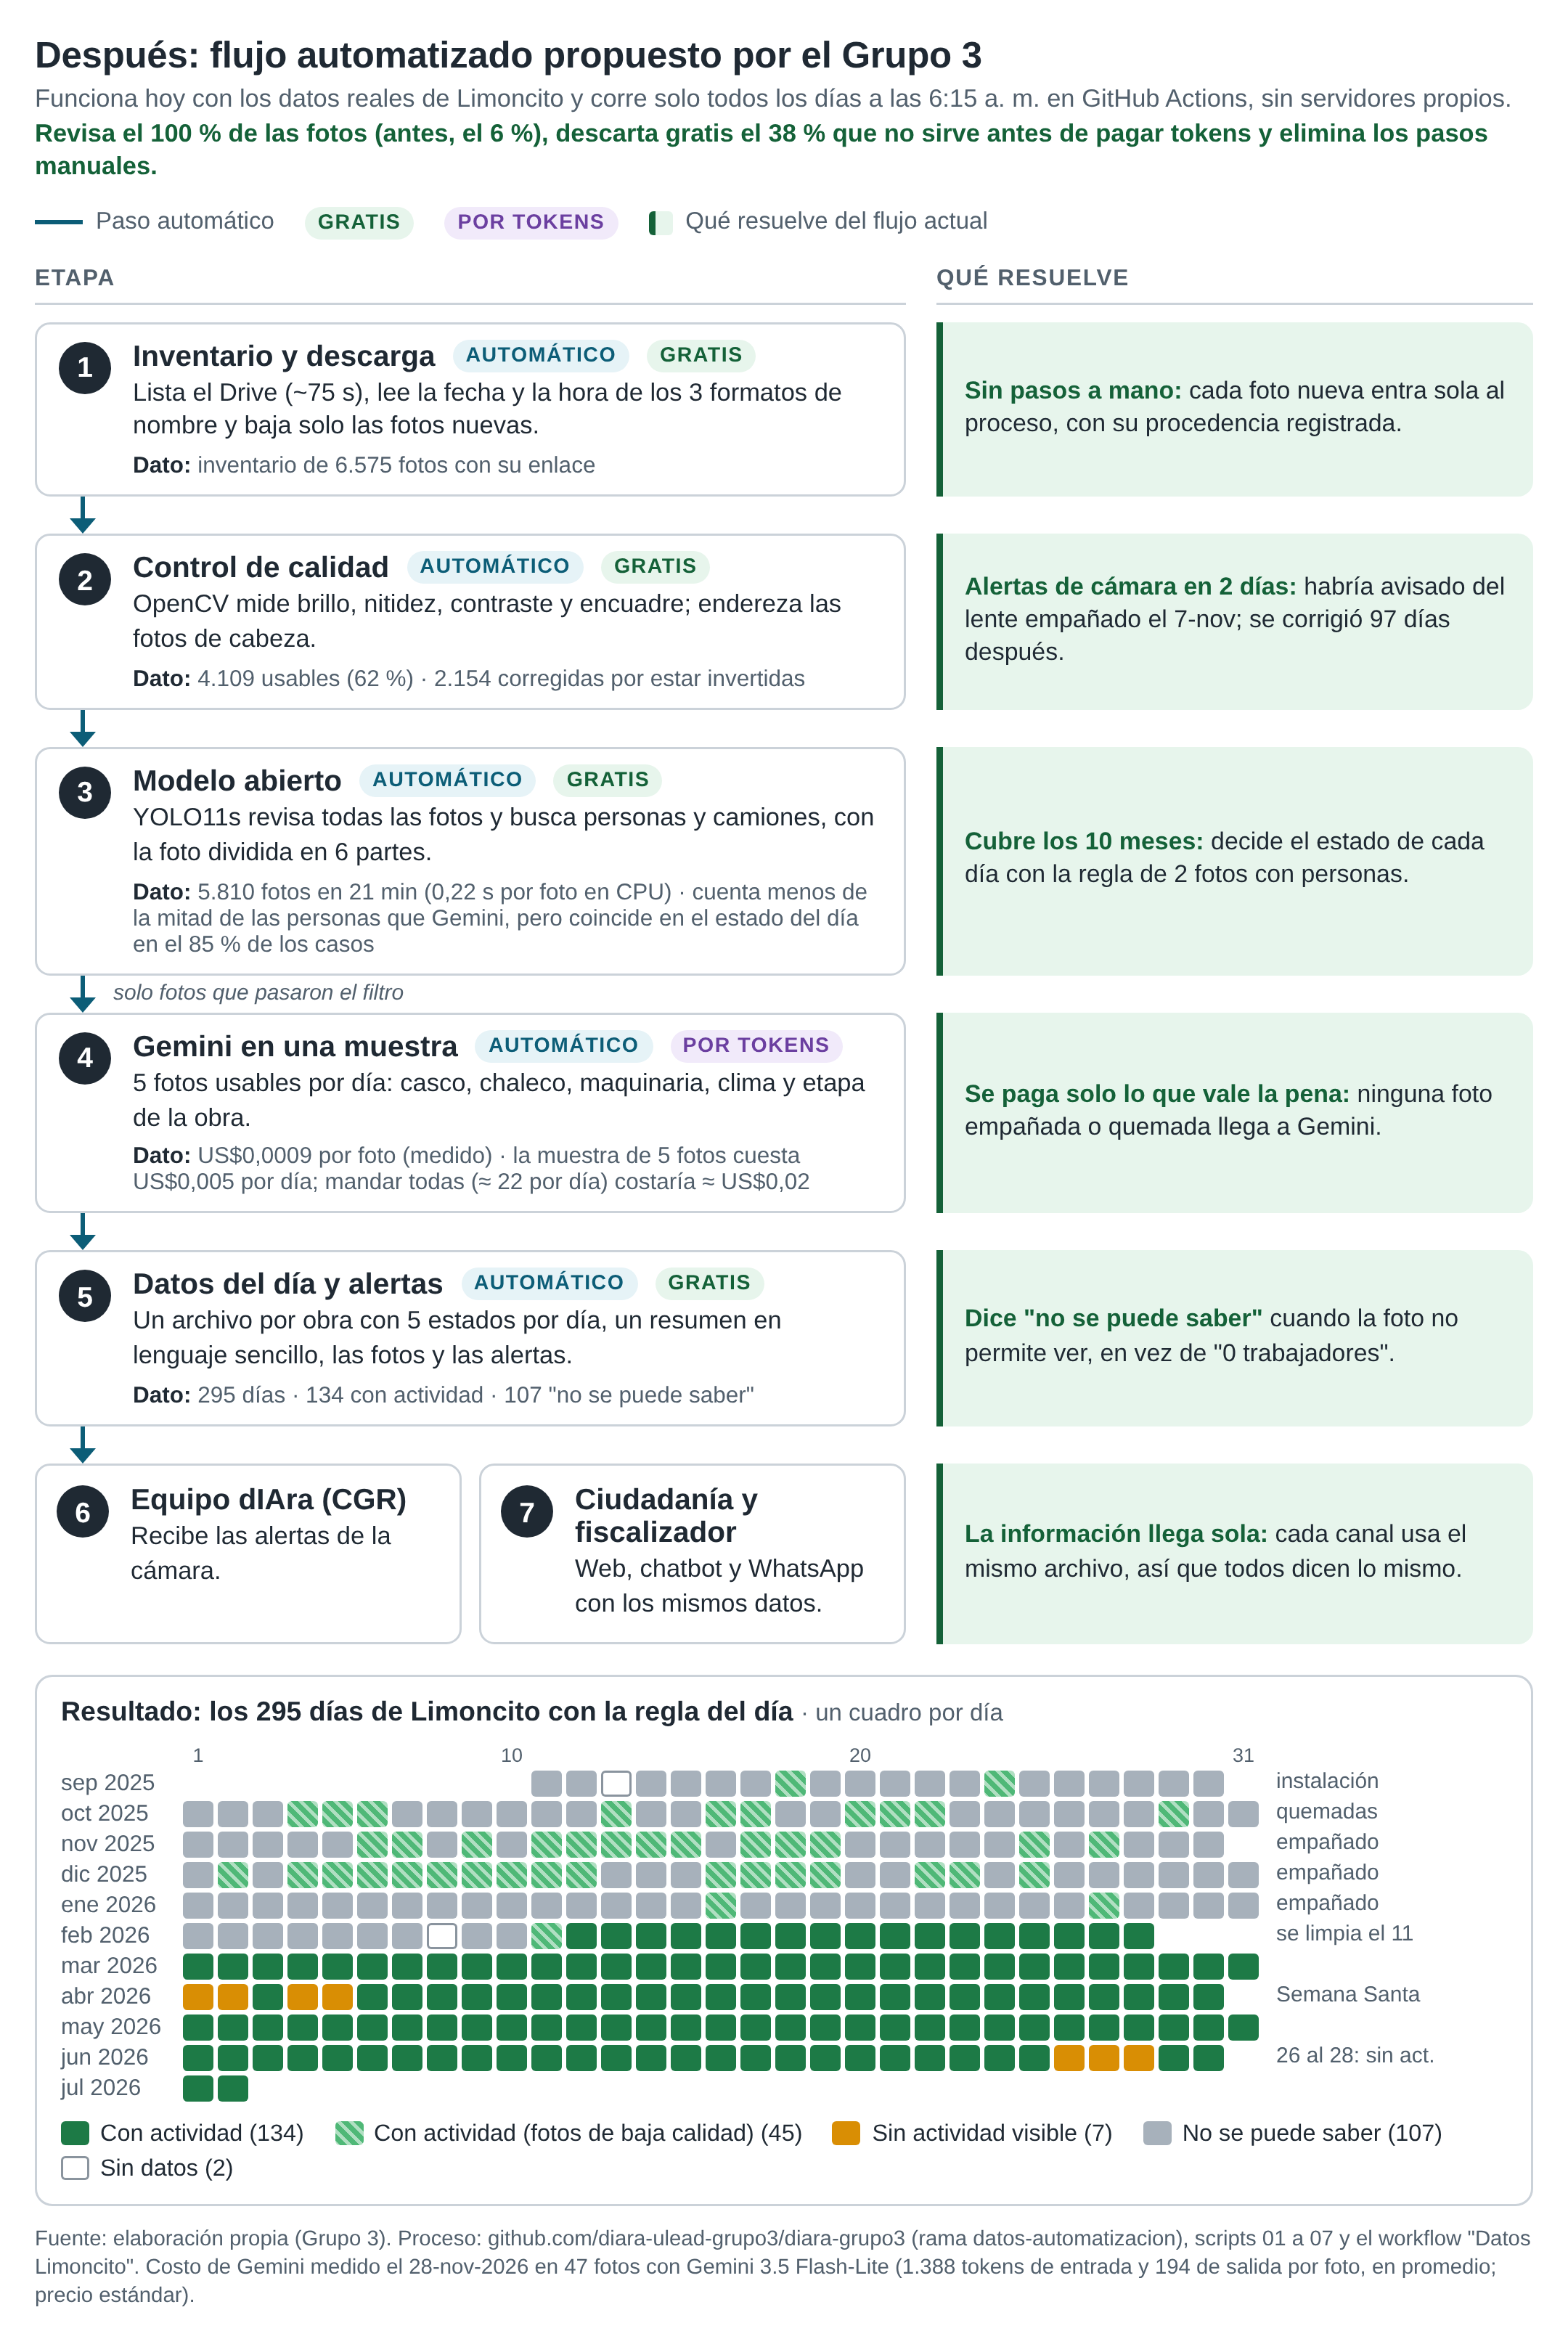 Después: flujo automatizado propuesto por el Grupo 3
Funciona hoy con los datos reales de Limoncito y corre solo todos los días a las 6:15 a. m. en GitHub Actions, sin servidores propios.
Revisa el 100 % de las fotos (antes, el 6 %), descarta gratis el 38 % que no sirve antes de pagar tokens y elimina los pasos
manuales.
Paso automático GRATIS POR TOKENS Qué resuelve del flujo actual
ETAPA
QUÉ RESUELVE
1
Inventario y descarga AUTOMÁTICO GRATIS
Lista el Drive (~75 s), lee la fecha y la hora de los 3 formatos de
nombre y baja solo las fotos nuevas.
Dato: inventario de 6.575 fotos con su enlace
Sin pasos a mano: cada foto nueva entra sola al
proceso, con su procedencia registrada.
2
Control de calidad AUTOMÁTICO GRATIS
OpenCV mide brillo, nitidez, contraste y encuadre; endereza las
fotos de cabeza.
Dato: 4.109 usables (62 %) · 2.154 corregidas por estar invertidas
Alertas de cámara en 2 días: habría avisado del
lente empañado el 7-nov; se corrigió 97 días
después.
3
Modelo abierto AUTOMÁTICO GRATIS
YOLO11s revisa todas las fotos y busca personas y camiones, con
la foto dividida en 6 partes.
Dato: 5.810 fotos en 21 min (0,22 s por foto en CPU) · cuenta menos de
la mitad de las personas que Gemini, pero coincide en el estado del día
en el 85 % de los casos
Cubre los 10 meses: decide el estado de cada
día con la regla de 2 fotos con personas.
solo fotos que pasaron el filtro
4
Gemini en una muestra AUTOMÁTICO POR TOKENS
5 fotos usables por día: casco, chaleco, maquinaria, clima y etapa
de la obra.
Dato: US$0,0009 por foto (medido) · la muestra de 5 fotos cuesta
US$0,005 por día; mandar todas (≈ 22 por día) costaría ≈ US$0,02
Se paga solo lo que vale la pena: ninguna foto
empañada o quemada llega a Gemini.
5
Datos del día y alertas AUTOMÁTICO GRATIS
Un archivo por obra con 5 estados por día, un resumen en
lenguaje sencillo, las fotos y las alertas.
Dato: 295 días · 134 con actividad · 107 "no se puede saber"
Dice "no se puede saber" cuando la foto no
permite ver, en vez de "0 trabajadores".
6
Equipo dIAra (CGR)
Recibe las alertas de la
cámara.
7
Ciudadanía y
fiscalizador
Web, chatbot y WhatsApp
con los mismos datos.
La información llega sola: cada canal usa el
mismo archivo, así que todos dicen lo mismo.
Resultado: los 295 días de Limoncito con la regla del día · un cuadro por día
1 10 20 31
sep 2025 instalación
oct 2025 quemadas
nov 2025 empañado
dic 2025 empañado
ene 2026 empañado
feb 2026 se limpia el 11
mar 2026
abr 2026 Semana Santa
may 2026
jun 2026 26 al 28: sin act.
jul 2026
Con actividad (134) Con actividad (fotos de baja calidad) (45) Sin actividad visible (7) No se puede saber (107)
Sin datos (2)
Fuente: elaboración propia (Grupo 3). Proceso: github.com/diara-ulead-grupo3/diara-grupo3 (rama datos-automatizacion), scripts 01 a 07 y el workflow "Datos
Limoncito". Costo de Gemini medido el 28-nov-2026 en 47 fotos con Gemini 3.5 Flash-Lite (1.388 tokens de entrada y 194 de salida por foto, en promedio;
precio estándar).